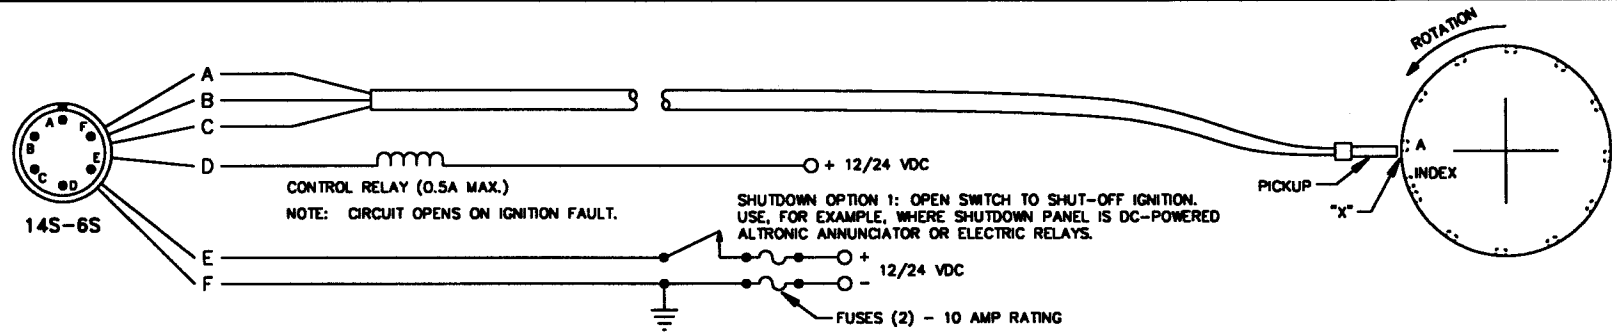 ROTATION
A
B
C
D
A
F
B
E
C
D
14S-6S
+ 12/24 VDC
CONTROL RELAY (0.5A MAX.)
NOTE: CIRCUIT OPENS ON IGNITION FAULT.
SHUTDOWN OPTION 1: OPEN SWITCH TO SHUT-OFF IGNITION.
USE, FOR EXAMPLE, WHERE SHUTDOWN PANEL IS DC-POWERED
ALTRONIC ANNUNCIATOR OR ELECTRIC RELAYS.
A
INDEX
PICKUP
"X"
E
F
+
12/24 VDC
-
FUSES (2) - 10 AMP RATING